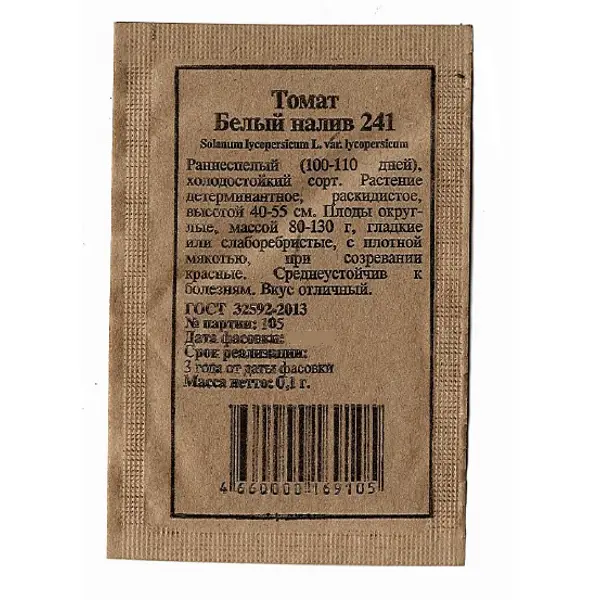 Томат
Белый налив 241
Solanum lycopersicum L. var. lycopersicum
Раннеспелый (100-110 дней),
холодостойкий сорт. Растение
детерминантное, раскидистое,
высотой 40-55 см. Плоды округ-
лые, массой 80-130 г, гладкие
или слаборебристые, с плотной
мякотью, при созревании
красные. Среднеустойчив к
болезням. Вкус отличный.
ГОСТ 32592-2013
№ партии: 105
Дата фасовки:
Срок реализации:
3 года от даты фасовки
Масса нетто: 0,1 г.
4 660000 169105